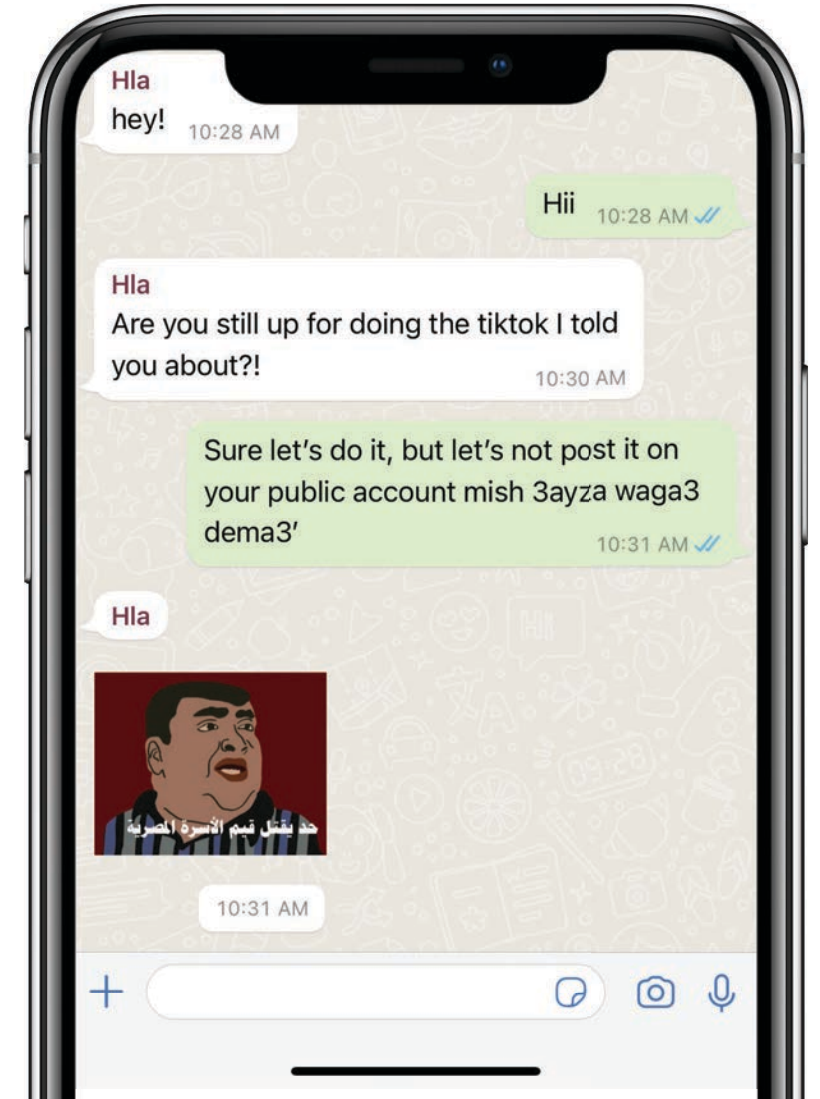 Hla
hey! 10:28 AM
Hii 10:28 AM
Hla
Are you still up for doing the tiktok I told
you about?!
10:30 AM
Sure let's do it, but let's not post it on
your public account mish 3ayza waga3
dema3'
10:31 AM
Hla
حد يقتل قيم الأسرة المصرية
10:31 AM